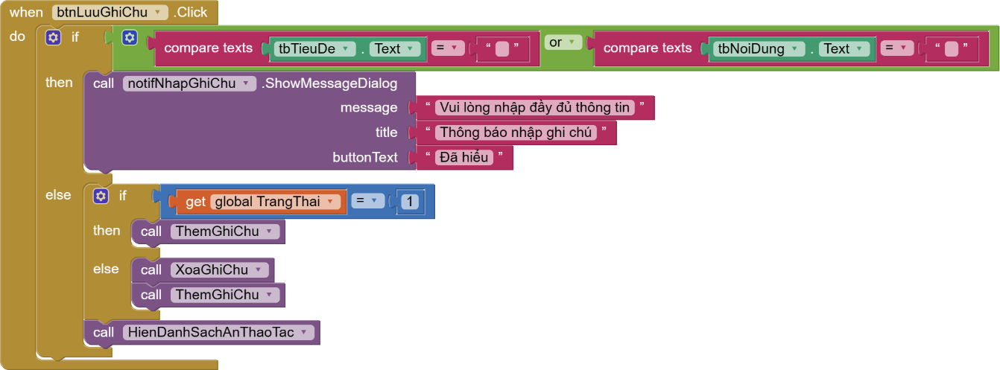 when btnLuuGhiChu .Click
do if compare texts tbTieuDe . Text = “ ” or compare texts tbNoiDung . Text = “ ”
then call notifNhapGhiChu .ShowMessageDialog
message “ Vui lòng nhập đầy đủ thông tin ”
title “ Thông báo nhập ghi chú ”
buttonText “ Đã hiểu ”
else if get global TrangThai = 1
then call ThemGhiChu
else call XoaGhiChu
call ThemGhiChu
call HienDanhSachAnThaoTac